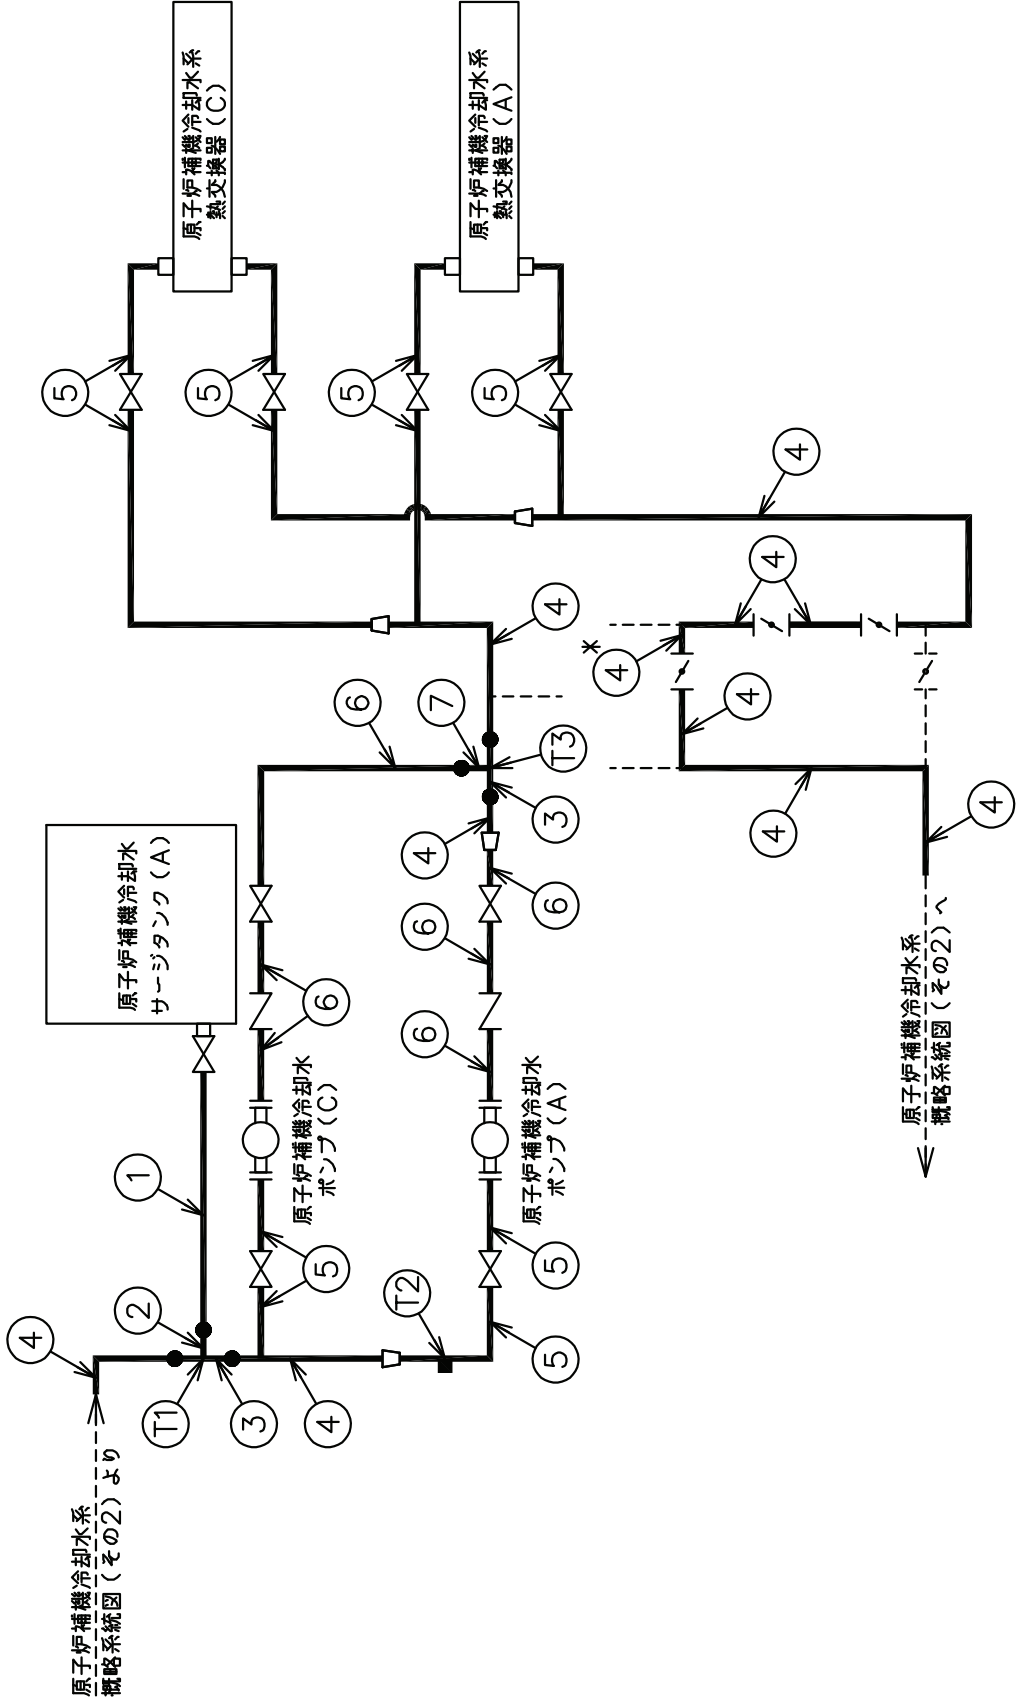 原子炉補機冷却水系
熱交換器(C)
原子炉補機冷却水系
熱交換器(A)
5
5
5
5
4
4
4
4
*
4
6
7
T3
3
4
6
6
4
4
原子炉補機冷却水
サージタンク(A)
6
6
原子炉補機冷却水
ポンプ(C)
原子炉補機冷却水
ポンプ(A)
1
2
4
5
5
T2
5
T1
3
4
原子炉補機冷却水系
概略系統図(その2)より
原子炉補機冷却水系
概略系統図(その2)へ